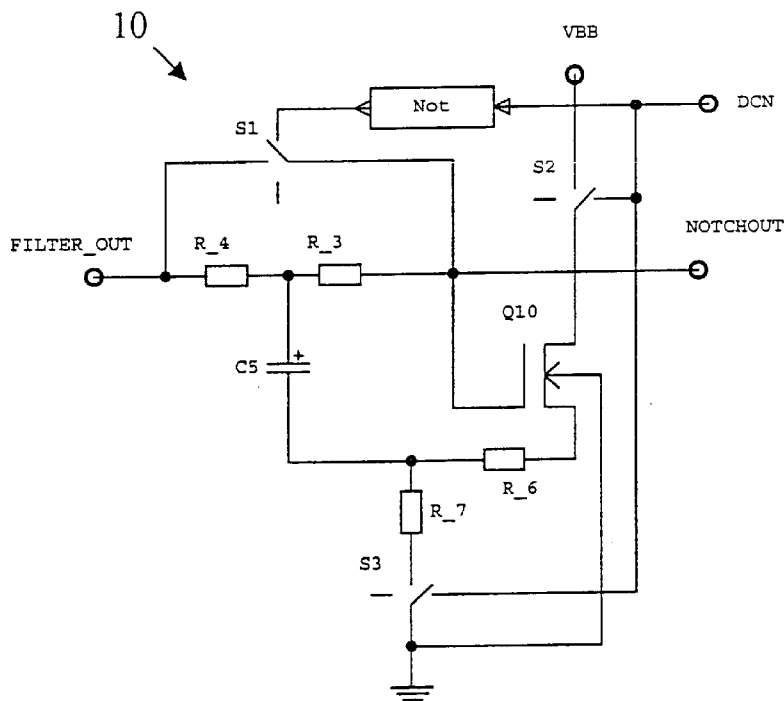 10
VBB
Not
DCN
S1
S2
FILTER_OUT
R_4
R_3
NOTCHOUT
Q10
C5
+
R_6
R_7
S3